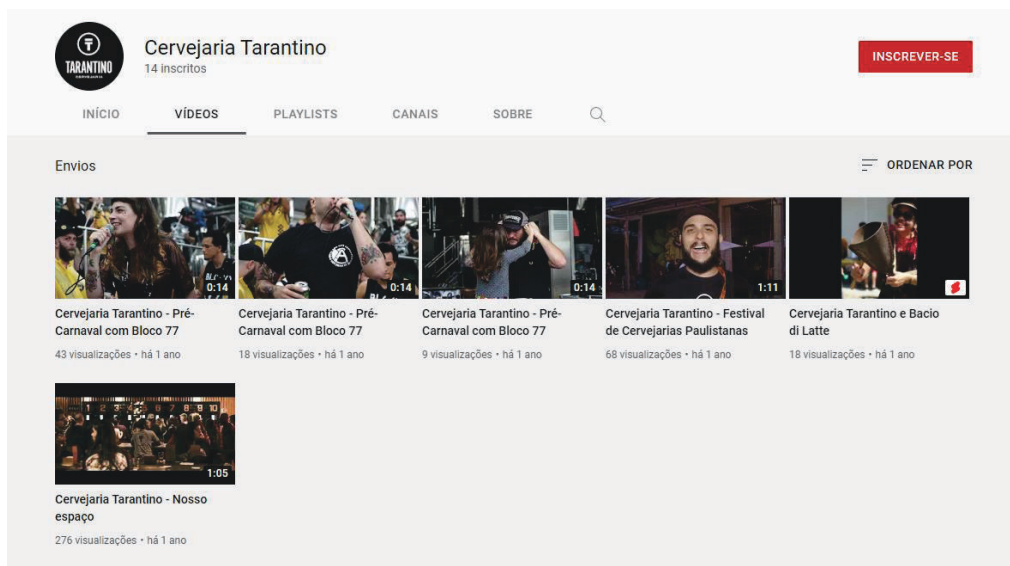 TARANTINO
Cervejaria Tarantino
14 inscritos
INSCREVER-SE
INÍCIO VÍDEOS PLAYLISTS CANAIS SOBRE
Envios
ORDENAR POR
0:14 0:14 0:14 1:11
Cervejaria Tarantino - Pré-
Carnaval com Bloco 77
43 visualizações • há 1 ano
Cervejaria Tarantino - Pré-
Carnaval com Bloco 77
18 visualizações • há 1 ano
Cervejaria Tarantino - Pré-
Carnaval com Bloco 77
9 visualizações • há 1 ano
Cervejaria Tarantino - Festival
de Cervejarias Paulistanas
68 visualizações • há 1 ano
Cervejaria Tarantino e Bacio
di Latte
18 visualizações • há 1 ano
1 2 3 4 5 6 7 8 9 10
1:05
Cervejaria Tarantino - Nosso
espaço
276 visualizações • há 1 ano